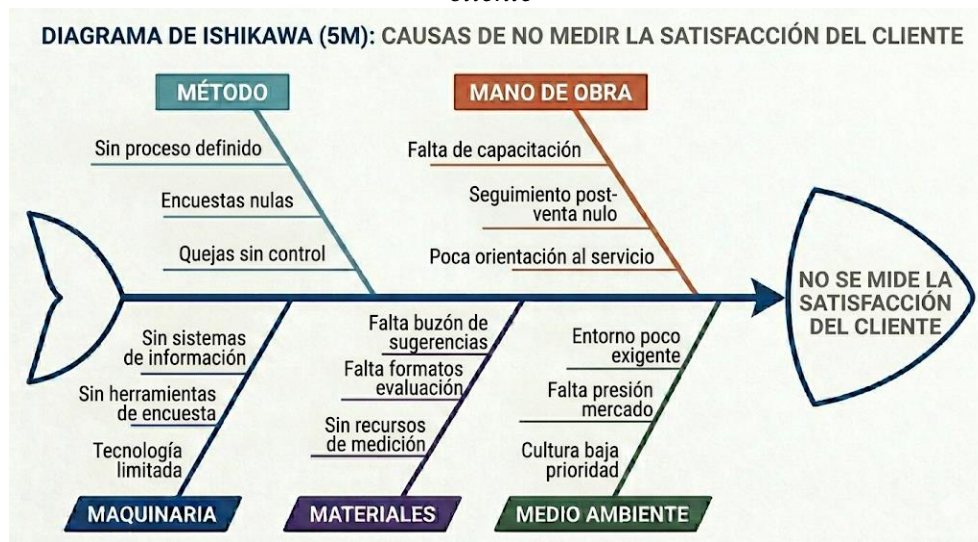 DIAGRAMA DE ISHIKAWA (5M): CAUSAS DE NO MEDIR LA SATISFACCIÓN DEL CLIENTE
MÉTODO
Sin proceso definido
Encuestas nulas
Quejas sin control
MANO DE OBRA
Falta de capacitación
Seguimiento post-
venta nulo
Poca orientación al servicio
NO SE MIDE LA
SATISFACCIÓN
DEL CLIENTE
Sin sistemas
de información
Sin herramientas
de encuesta
Tecnología
limitada
MAQUINARIA
Falta buzón de
sugerencias
Falta formatos
evaluación
Sin recursos
de medición
MATERIALES
Entorno poco
exigente
Falta presión
mercado
Cultura baja
prioridad
MEDIO AMBIENTE